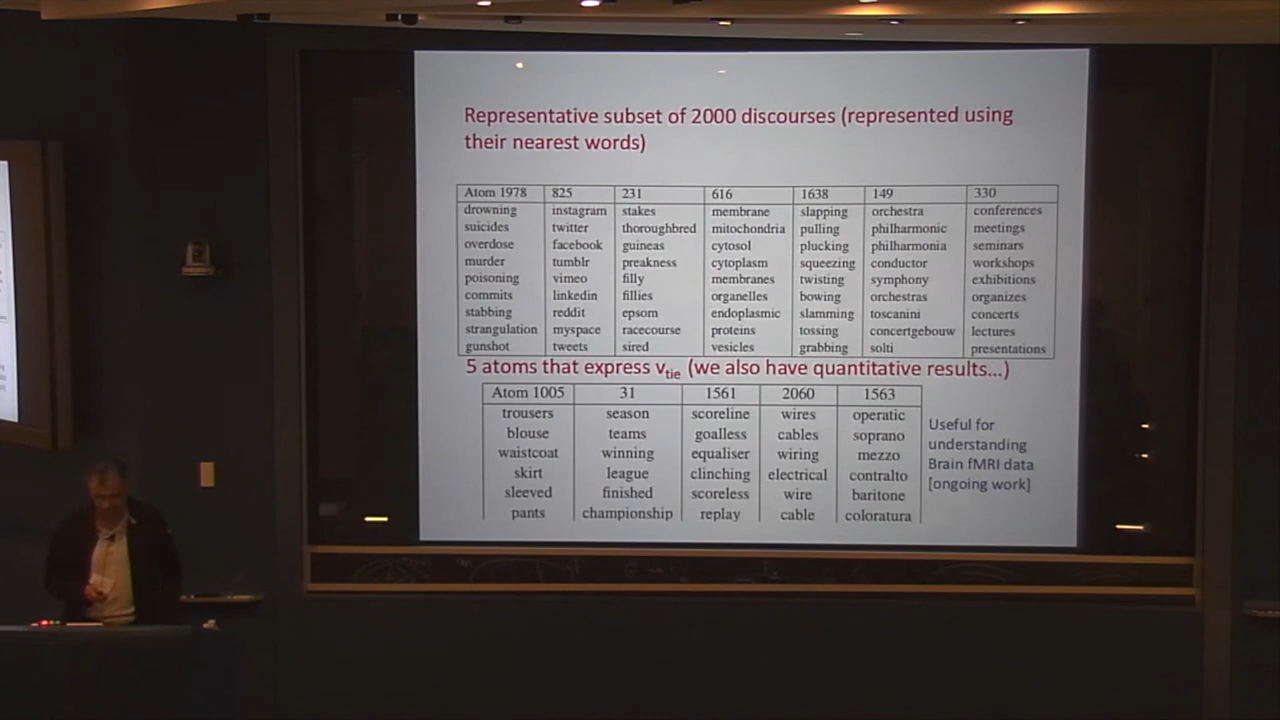 Representative subset of 2000 discourses (represented using
their nearest words)
Atom 1978 825 231 616 1638 149 330
drowning instagram stakes membrane slapping orchestra conferences
suicides twitter thoroughbred mitochondria pulling philharmonic meetings
overdose facebook guineas cytosol plucking philharmonia seminars
murder tumblr preakness cytoplasm squeezing conductor workshops
poisoning vimeo filly membranes twisting symphony exhibitions
commits linkedin fillies organelles bowing orchestras organizes
stabbing reddit epsom endoplasmic slamming toscanini concerts
strangulation myspace racecourse proteins tossing concertgebouw lectures
gunshot tweets sired vesicles grabbing solti presentations
5 atoms that express vtie (we also have quantitative results...)
Atom 1005 31 1561 2060 1563
trousers season scoreline wires operatic
blouse teams goalless cables soprano
waistcoat winning equaliser wiring mezzo
skirt league clinching electrical contralto
sleeved finished scoreless wire baritone
pants championship replay cable coloratura
Useful for
understanding
Brain fMRI data
[ongoing work]